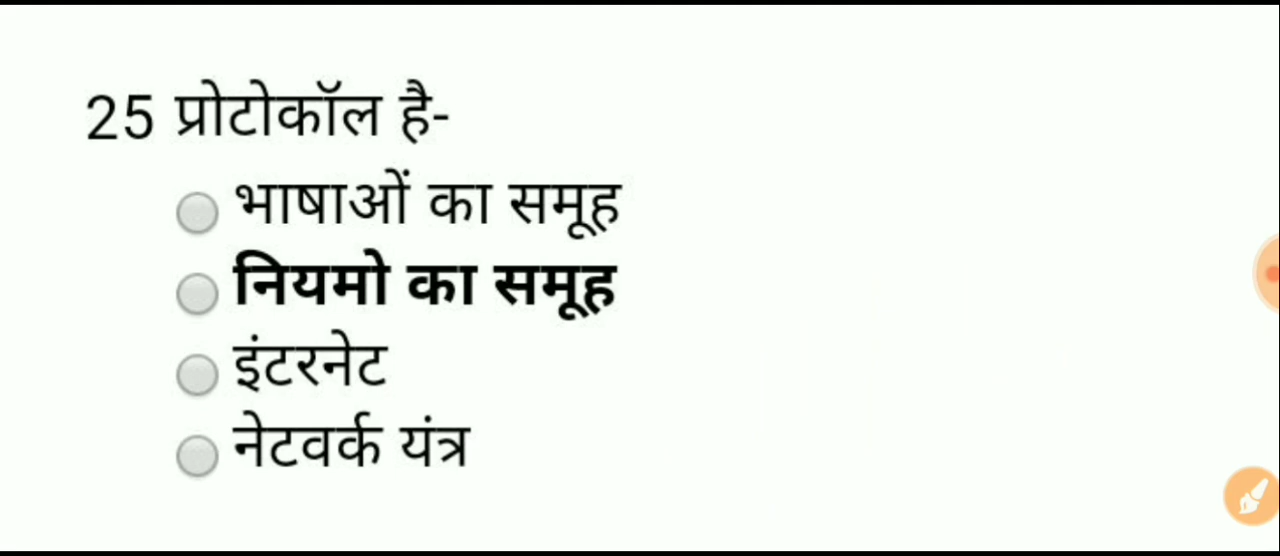 25 प्रोटोकॉल है-
भाषाओं का समूह
नियमो का समूह
इंटरनेट
नेटवर्क यंत्र